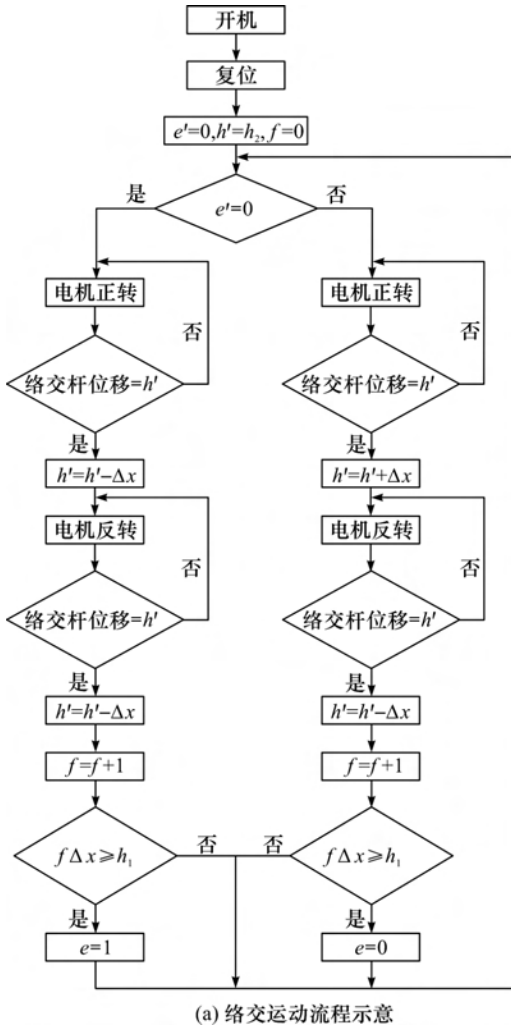 开机
复位
e′=0,h′=h₂,f=0
是
否
e′=0
电机正转
电机正转
否
否
络交杆位移=h′
络交杆位移=h′
是
是
h′=h′−Δx
h′=h′+Δx
电机反转
电机反转
否
否
络交杆位移=h′
络交杆位移=h′
是
是
h′=h′−Δx
h′=h′−Δx
f=f+1
f=f+1
否
否
fΔx≥h₁
fΔx≥h₁
是
是
e=1
e=0
(a) 络交运动流程示意